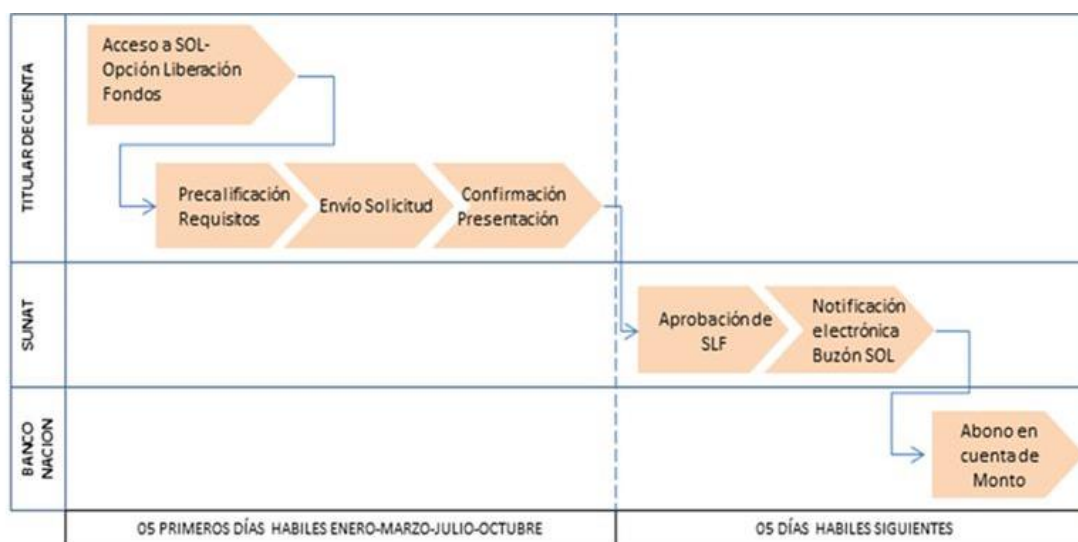 TITULAR DE CUENTA
Acceso a SOL-
Opción Liberación
Fondos
Precalificación
Requisitos
Envío Solicitud
Confirmación
Presentación
SUNAT
Aprobación de
SLF
Notificación
electrónica
Buzón SOL
BANCO
NACION
Abono en
cuenta de
Monto
05 PRIMEROS DÍAS HABILES ENERO-MARZO-JULIO-OCTUBRE
05 DÍAS HABILES SIGUIENTES